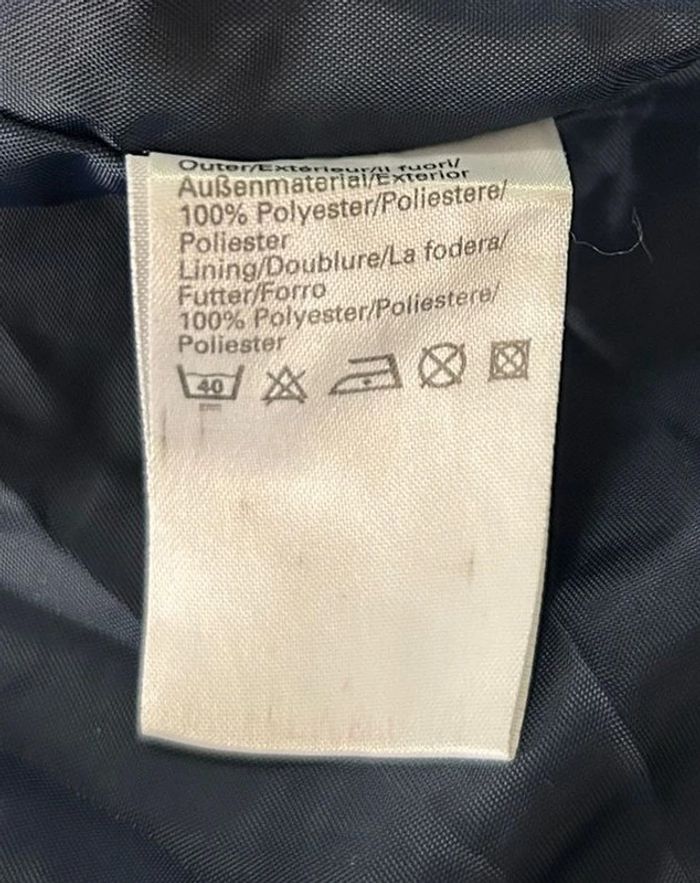 Outer/Exterieur/Il fuori/
Außenmaterial/Exterior
100% Polyester/Poliestere/
Poliester
Lining/Doublure/La fodera/
Futter/Forro
100% Polyester/Poliestere/
Poliester
40